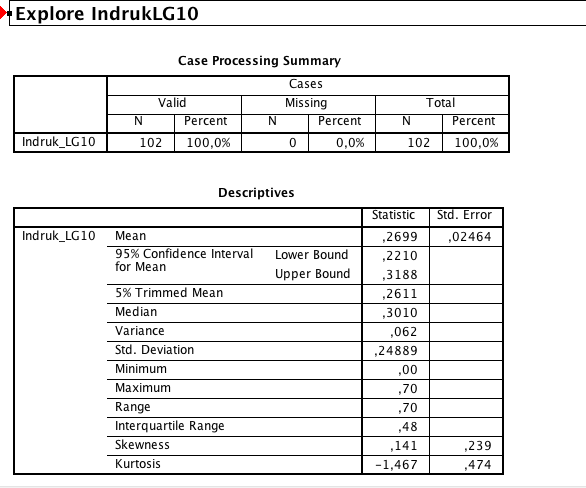 Explore IndrukLG10
Case Processing Summary
Cases
Valid Missing Total
N Percent N Percent N Percent
Indruk_LG10 102 100,0% 0 0,0% 102 100,0%
Descriptives
Statistic Std. Error
Indruk_LG10 Mean ,2699 ,02464
95% Confidence Interval Lower Bound ,2210
for Mean Upper Bound ,3188
5% Trimmed Mean ,2611
Median ,3010
Variance ,062
Std. Deviation ,24889
Minimum ,00
Maximum ,70
Range ,70
Interquartile Range ,48
Skewness ,141 ,239
Kurtosis -1,467 ,474